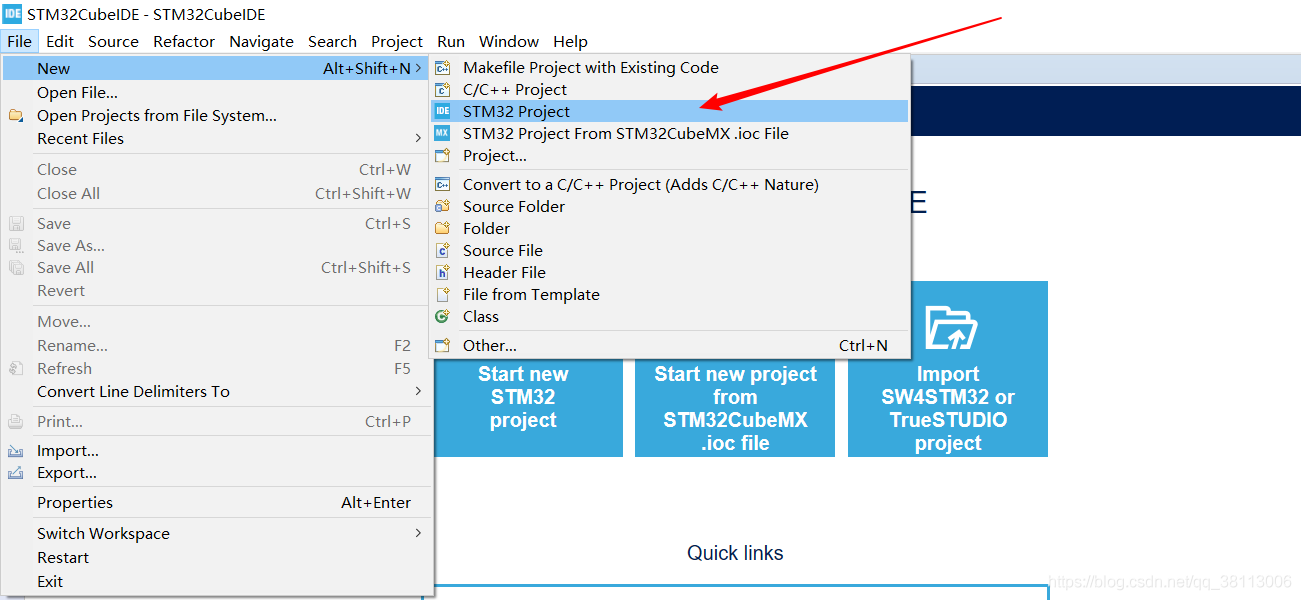 IDE STM32CubeIDE - STM32CubeIDE
File Edit Source Refactor Navigate Search Project Run Window Help
New Alt+Shift+N
Open File...
Open Projects from File System...
Recent Files
Close Ctrl+W
Close All Ctrl+Shift+W
Save Ctrl+S
Save As...
Save All Ctrl+Shift+S
Revert
Move...
Rename... F2
Refresh F5
Convert Line Delimiters To
Print... Ctrl+P
Import...
Export...
Properties Alt+Enter
Switch Workspace
Restart
Exit
Makefile Project with Existing Code
C/C++ Project
IDE STM32 Project
MX STM32 Project From STM32CubeMX .ioc File
Project...
Convert to a C/C++ Project (Adds C/C++ Nature)
Source Folder
Folder
Source File
Header File
File from Template
Class
Other... Ctrl+N
E
Start new
STM32
project
Start new project
from
STM32CubeMX
.ioc file
Import
SW4STM32 or
TrueSTUDIO
project
Quick links
https://blog.csdn.net/qq_38113006